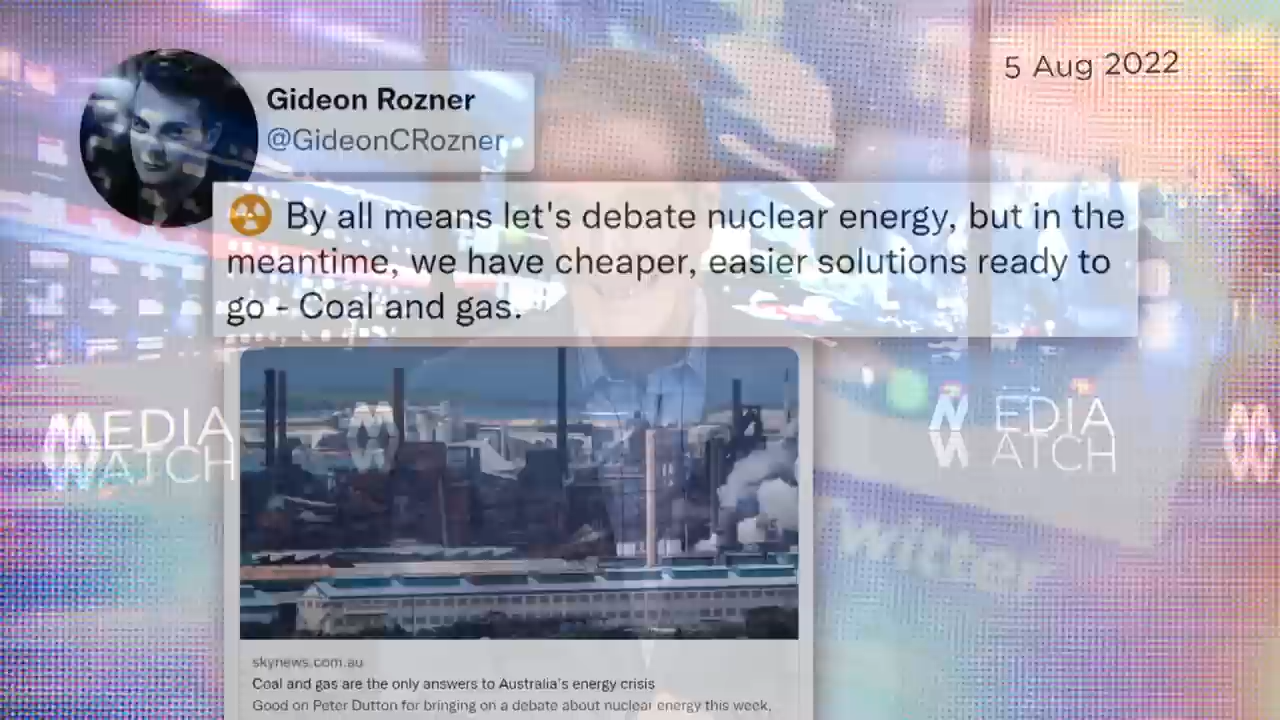 5 Aug 2022
Gideon Rozner
@GideonCRozner
By all means let's debate nuclear energy, but in the
meantime, we have cheaper, easier solutions ready to
go - Coal and gas.
MEDIA
WATCH
EDIA
ATCH
witter
skynews.com.au
Coal and gas are the only answers to Australia's energy crisis
Good on Peter Dutton for bringing on a debate about nuclear energy this week,